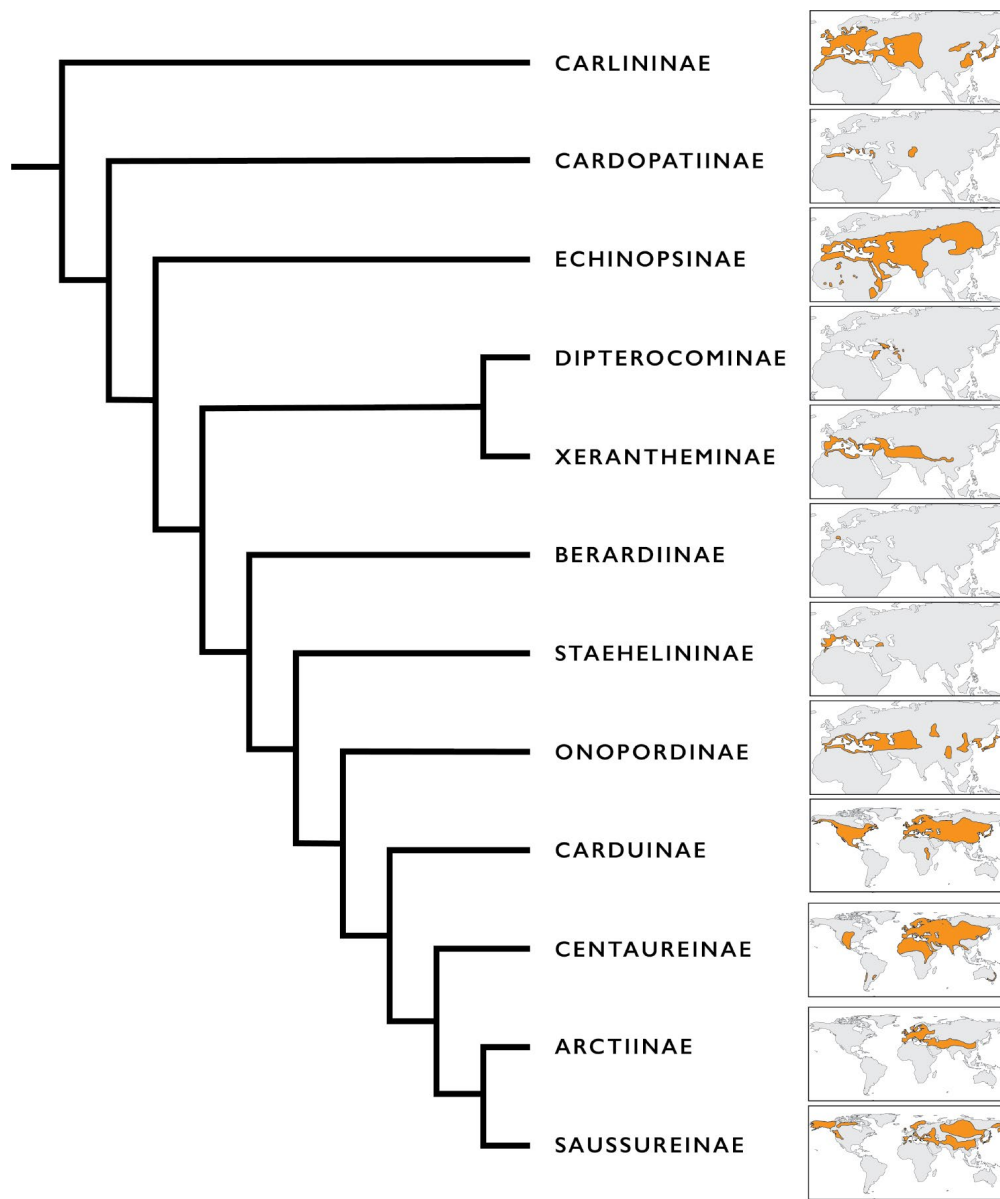 CARLININAE
CARDOPATIINAE
ECHINOPSINAE
DIPTEROCOMINAE
XERANTHEMINAE
BERARDIINAE
STAEHELININAE
ONOPORDINAE
CARDUINAE
CENTAUREINAE
ARCTIINAE
SAUSSUREINAE